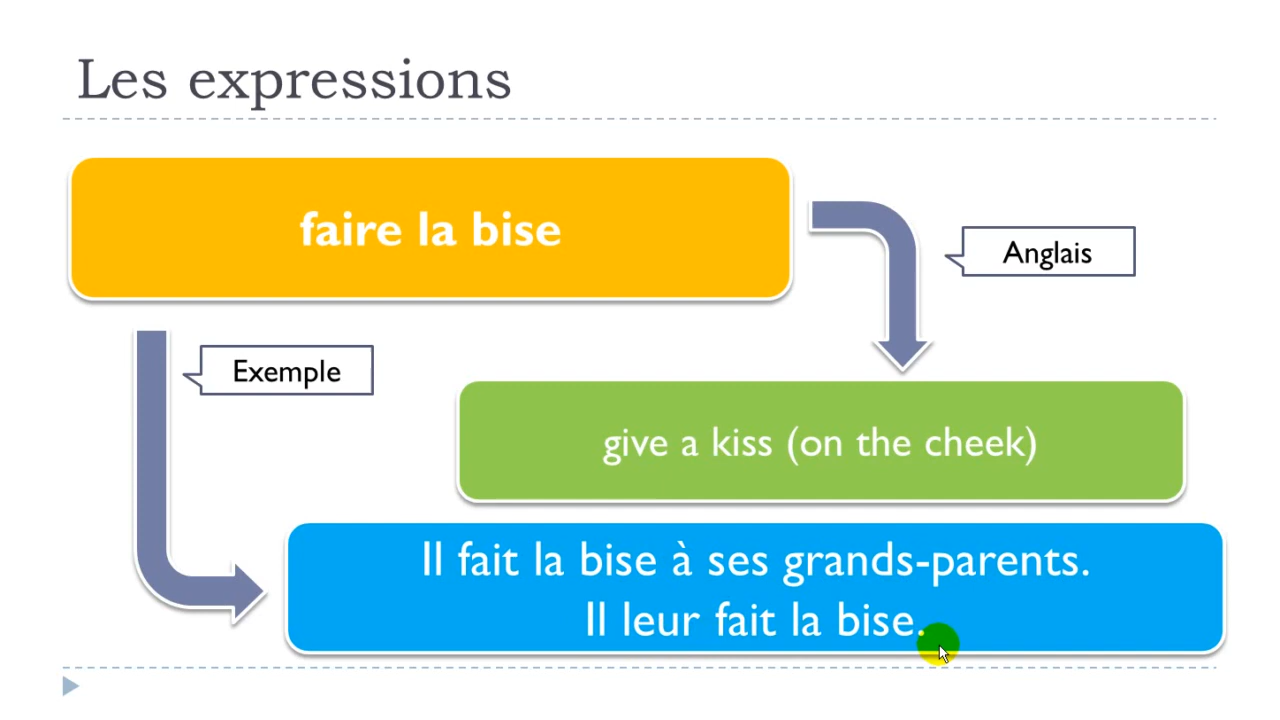 Les expressions
faire la bise
Anglais
Exemple
give a kiss (on the cheek)
Il fait la bise à ses grands-parents.
Il leur fait la bise.